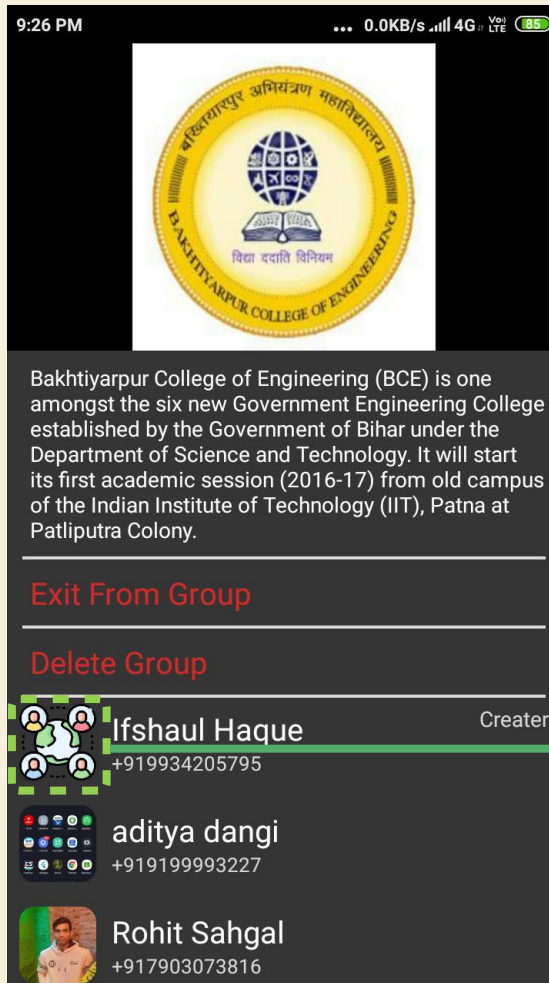 9:26 PM ... 0.0KB/s 4G Vo) LTE 85
बख्तियारपुर अभियंत्रण महाविद्यालय
विद्या ददाति विनियम
BAKHTIYARPUR COLLEGE OF ENGINEERING
Bakhtiyarpur College of Engineering (BCE) is one
amongst the six new Government Engineering College
established by the Government of Bihar under the
Department of Science and Technology. It will start
its first academic session (2016-17) from old campus
of the Indian Institute of Technology (IIT), Patna at
Patliputra Colony.
Exit From Group
Delete Group
Ifshaul Haque Creater
+919934205795
aditya dangi
+919199993227
Rohit Sahgal
+917903073816